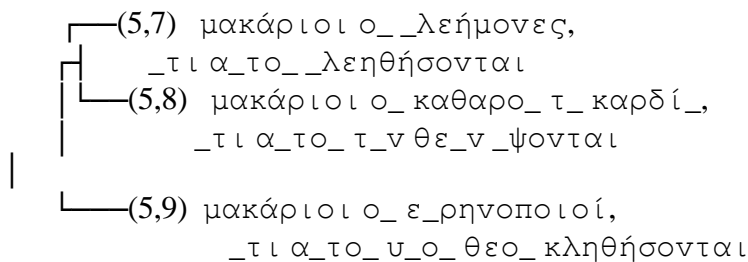 (5,7) μακάριοι ο_ _λεήμονες,
_τι α_το_ _λεηθήσονται
(5,8) μακάριοι ο_ καθαρο_ τ_ καρδί_,
_τι α_το_ τ_ν θε_ν _ψονται
(5,9) μακάριοι ο_ ε_ρηνοποιοί,
_τι α_το_ υ_ο_ θεο_ κληθήσονται